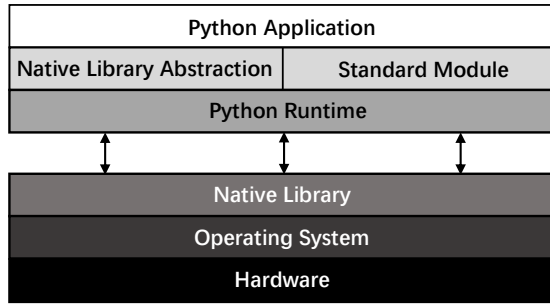 Python Application
Native Library Abstraction
Standard Module
Python Runtime
Native Library
Operating System
Hardware